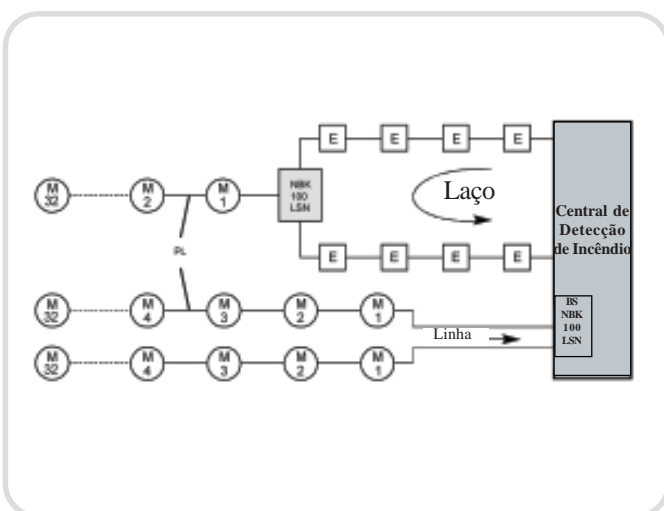 E E E E
M 32 M 2 M 1
NBK
100
LSN
Laço
Central de
Detecção
de Incêndio
PL
E E E E
M 32 M 4 M 3 M 2 M 1
BS
NBK
100
LSN
Linha
M 32 M 4 M 3 M 2 M 1